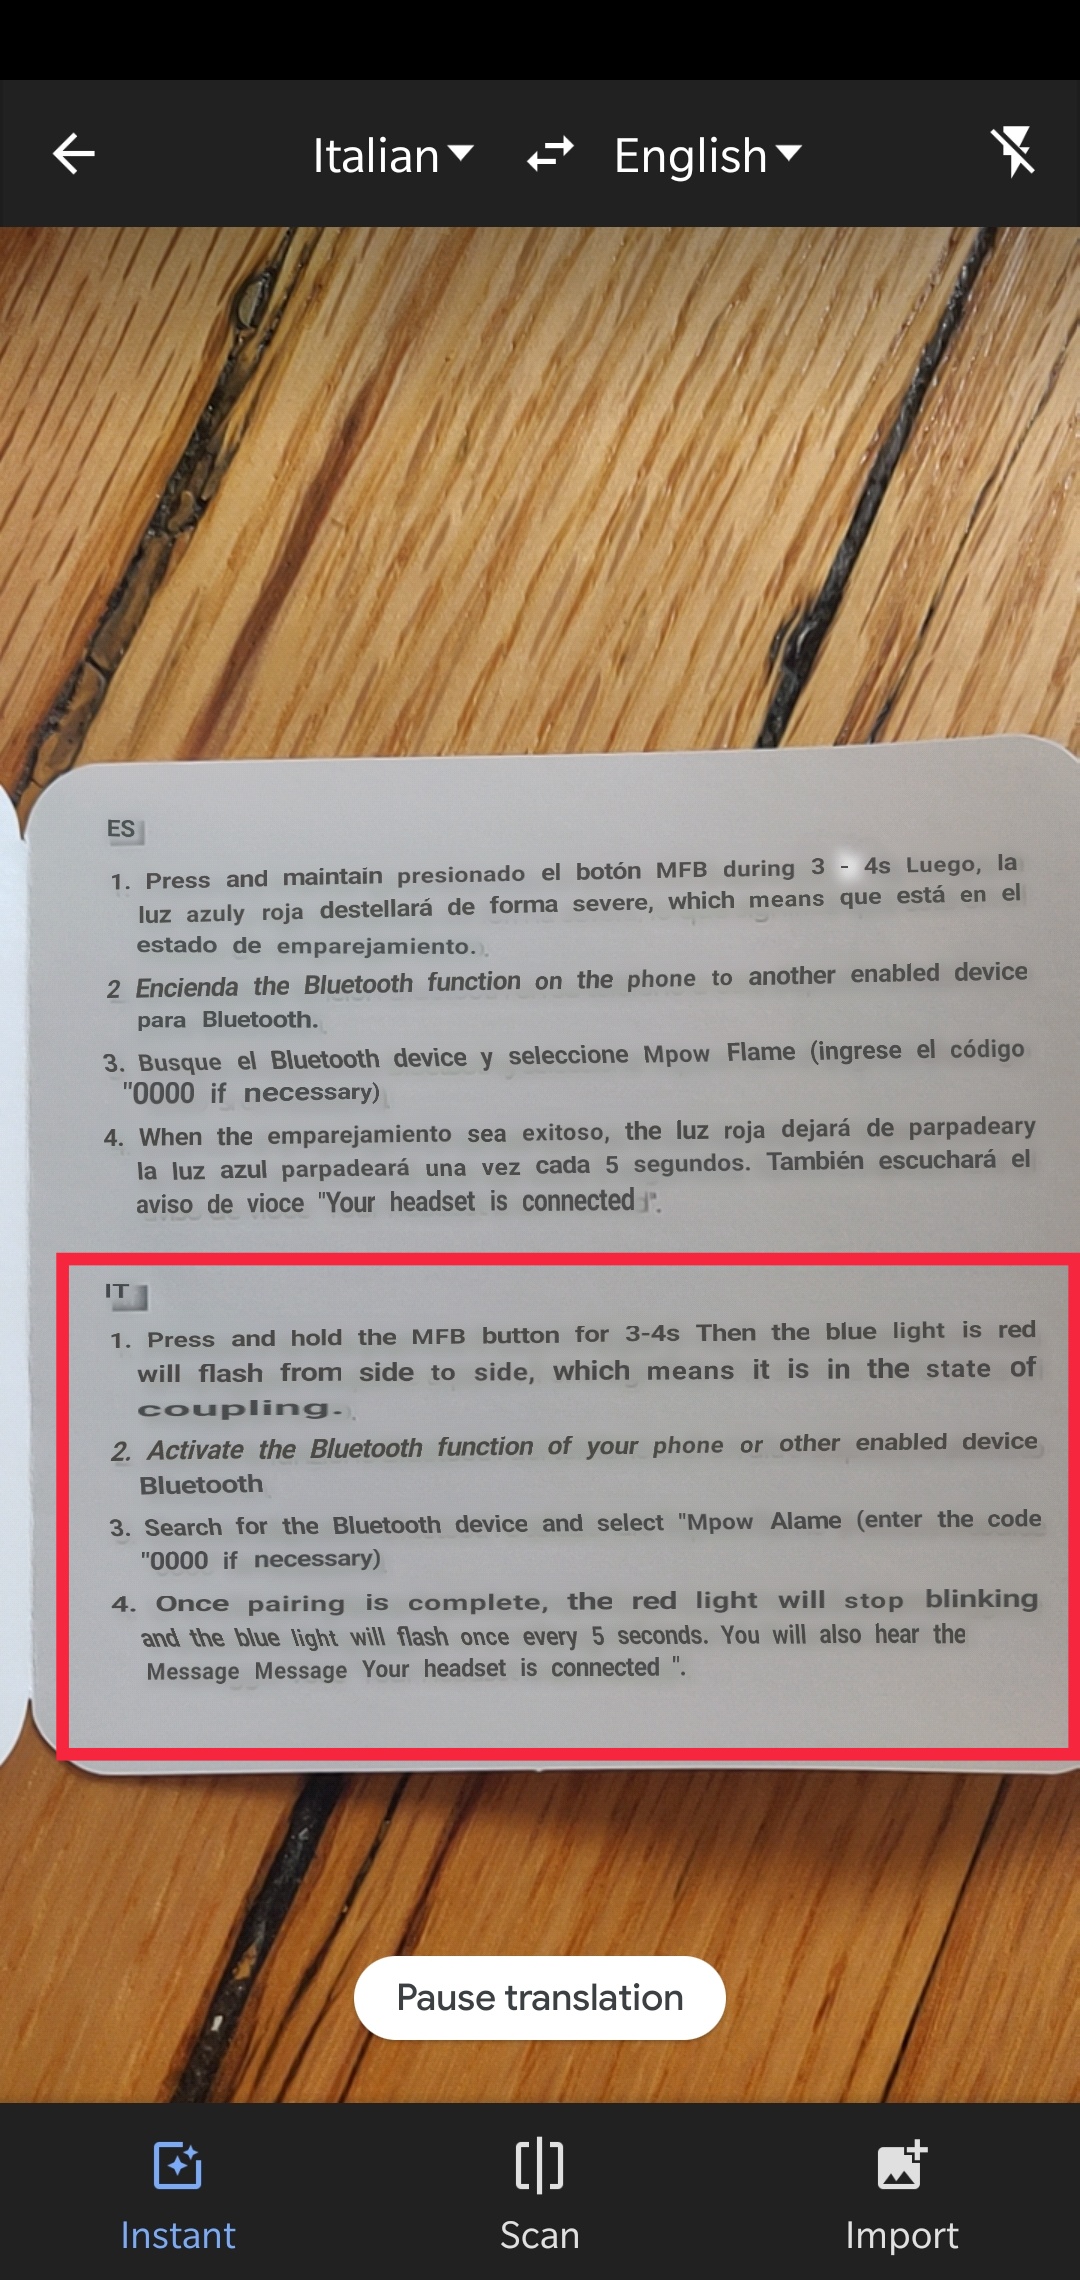 Italian English
ES
1. Press and maintain presionado el botón MFB during 3 - 4s Luego, la
luz azuly roja destellará de forma severe, which means que está en el
estado de emparejamiento.
2 Encienda the Bluetooth function on the phone to another enabled device
para Bluetooth.
3. Busque el Bluetooth device y seleccione Mpow Flame (ingrese el código
"0000 if necessary)
4. When the emparejamiento sea exitoso, the luz roja dejará de parpadeary
la luz azul parpadeará una vez cada 5 segundos. También escuchará el
aviso de vioce "Your headset is connected".
IT
1. Press and hold the MFB button for 3-4s Then the blue light is red
will flash from side to side, which means it is in the state of
coupling.
2. Activate the Bluetooth function of your phone or other enabled device
Bluetooth
3. Search for the Bluetooth device and select "Mpow Alame (enter the code
"0000 if necessary)
4. Once pairing is complete, the red light will stop blinking
and the blue light will flash once every 5 seconds. You will also hear the
Message Message Your headset is connected ".
Pause translation
Instant Scan Import